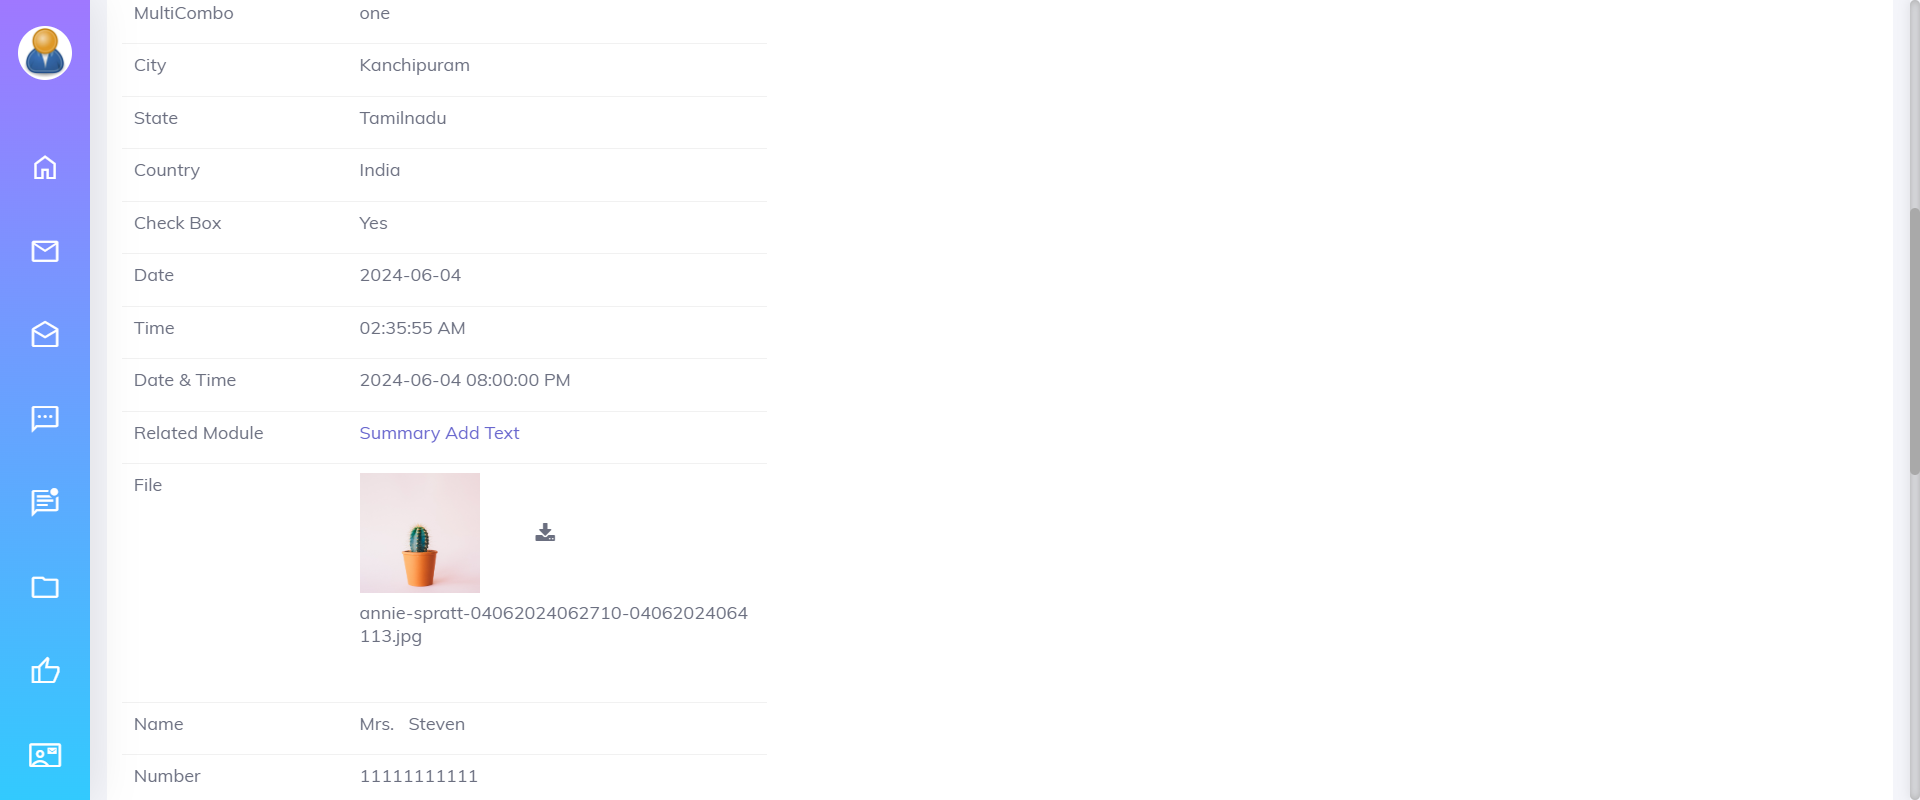 MultiCombo one
City Kanchipuram
State Tamilnadu
Country India
Check Box Yes
Date 2024-06-04
Time 02:35:55 AM
Date & Time 2024-06-04 08:00:00 PM
Related Module Summary Add Text
File
annie-spratt-04062024062710-04062024064
113.jpg
Name Mrs. Steven
Number 11111111111